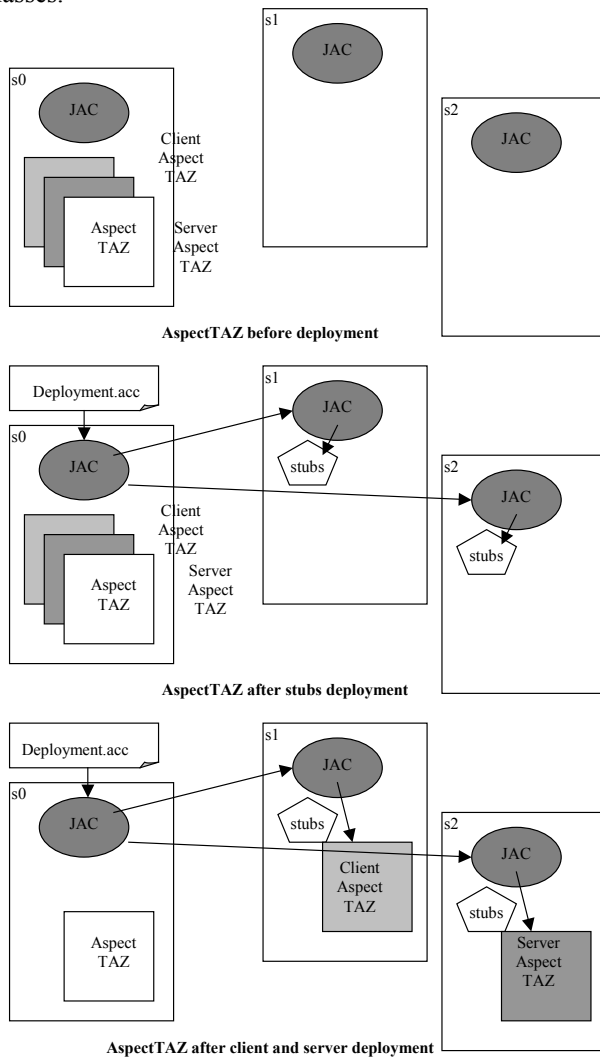 s1
JAC
s0
JAC
s2
JAC
Client
Aspect
TAZ
Aspect
TAZ
Server
Aspect
TAZ
AspectTAZ before deployment
Deployment.acc
s1
JAC
s0
JAC
stubs
s2
JAC
Client
Aspect
TAZ
stubs
Aspect
TAZ
Server
Aspect
TAZ
AspectTAZ after stubs deployment
Deployment.acc
s1
JAC
s0
JAC
stubs
s2
JAC
Client
Aspect
TAZ
stubs
Aspect
TAZ
Server
Aspect
TAZ
AspectTAZ after client and server deployment